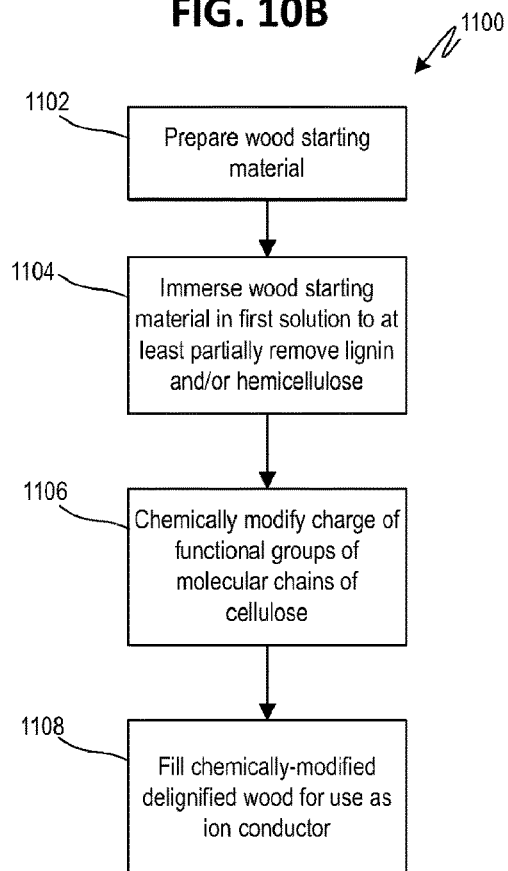 FIG. 10B
1100
1102
Prepare wood starting
material
1104
Immerse wood starting
material in first solution to at
least partially remove lignin
and/or hemicellulose
1106
Chemically modify charge of
functional groups of
molecular chains of
cellulose
1108
Fill chemically-modified
delignified wood for use as
ion conductor